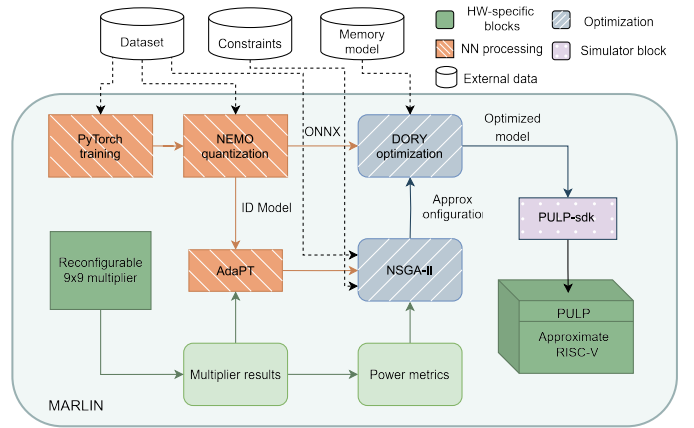 Dataset
Constraints
Memory
model
HW-specific
blocks
Optimization
NN processing
Simulator block
External data
PyTorch
training
NEMO
quantization
ONNX
DORY
optimization
Optimized
model
ID Model
Approx
onfiguration
PULP-sdk
Reconfigurable
9x9 multiplier
AdaPT
NSGA-II
PULP
Approximate
RISC-V
Multiplier results
Power metrics
MARLIN